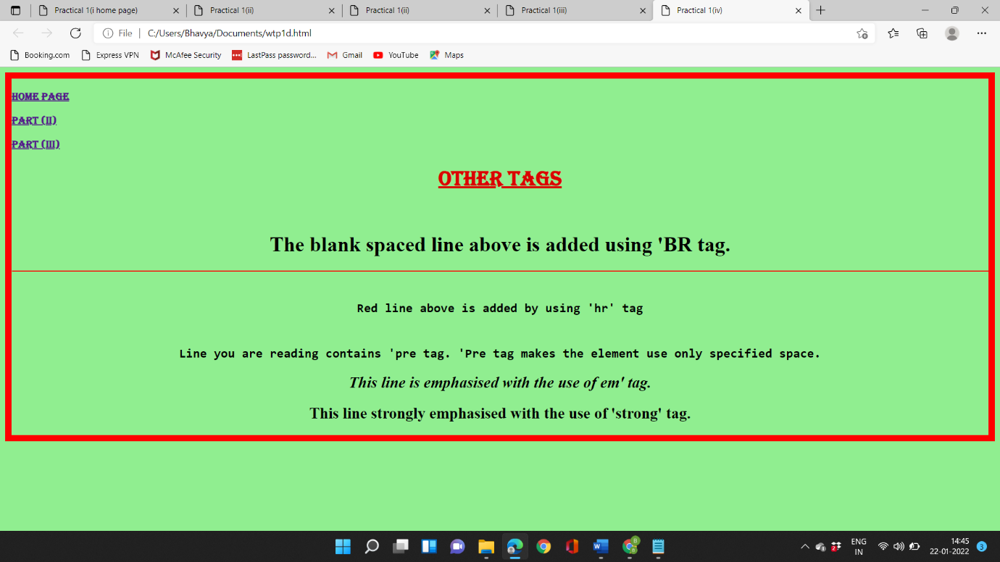 Practical 1(i home page)
Practical 1(ii)
Practical 1(ii)
Practical 1(iii)
Practical 1(iv)
File | C:/Users/Bhavya/Documents/wtp1d.html
Booking.com
Express VPN
McAfee Security
LastPass password...
Gmail
YouTube
Maps
HOME PAGE
PART (II)
PART (III)
OTHER TAGS
The blank spaced line above is added using 'BR tag.
Red line above is added by using 'hr' tag
Line you are reading contains 'pre tag. 'Pre tag makes the element use only specified space.
This line is emphasised with the use of em' tag.
This line strongly emphasised with the use of 'strong' tag.
ENG
IN
14:45
22-01-2022
3